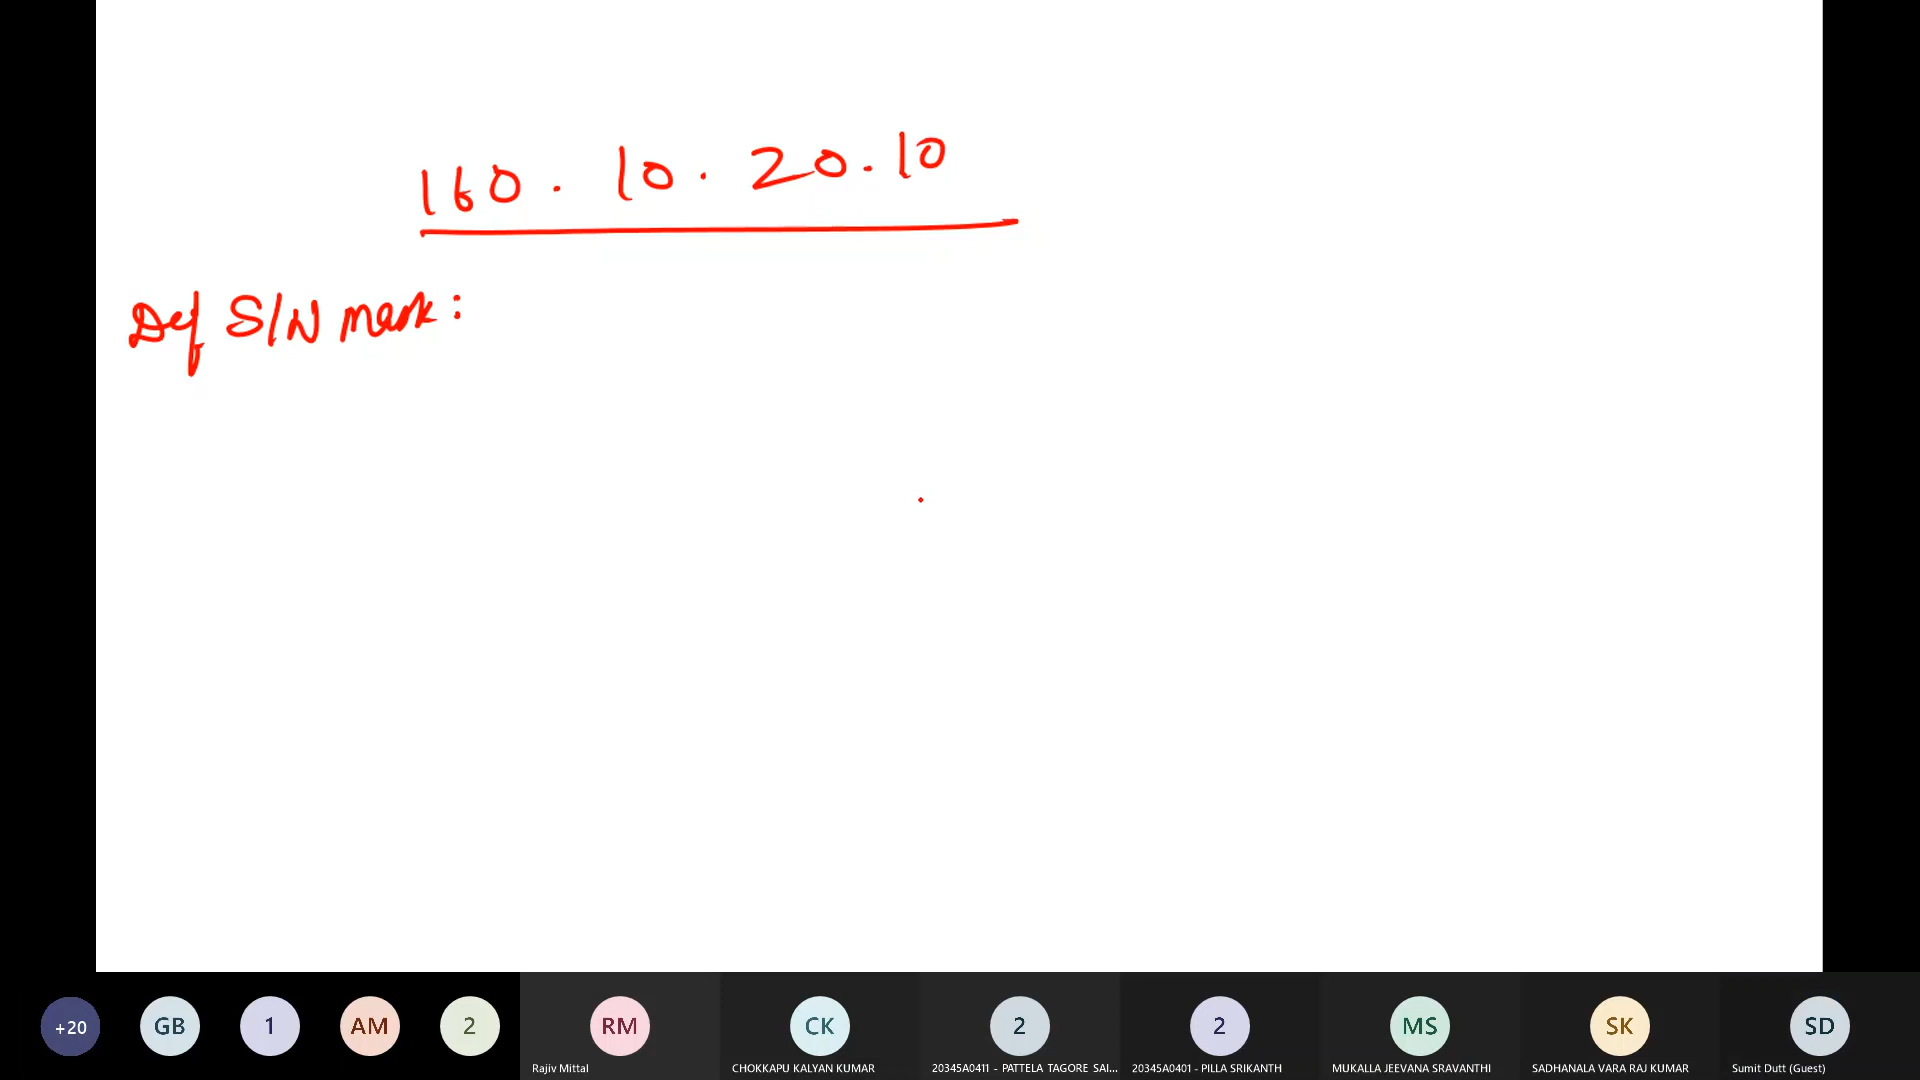 160 . 10 . 20 . 10
Def S/N mask :
+20 GB 1 AM 2 RM CK 2 2 MS SK SD
Rajiv Mittal CHOKKAPU KALYAN KUMAR 20345A0411 - PATTELA TAGORE SAI... 20345A0401 - PILLA SRIKANTH MUKALLA JEEVANA SRAVANTHI SADHANALA VARA RAJ KUMAR Sumit Dutt (Guest)